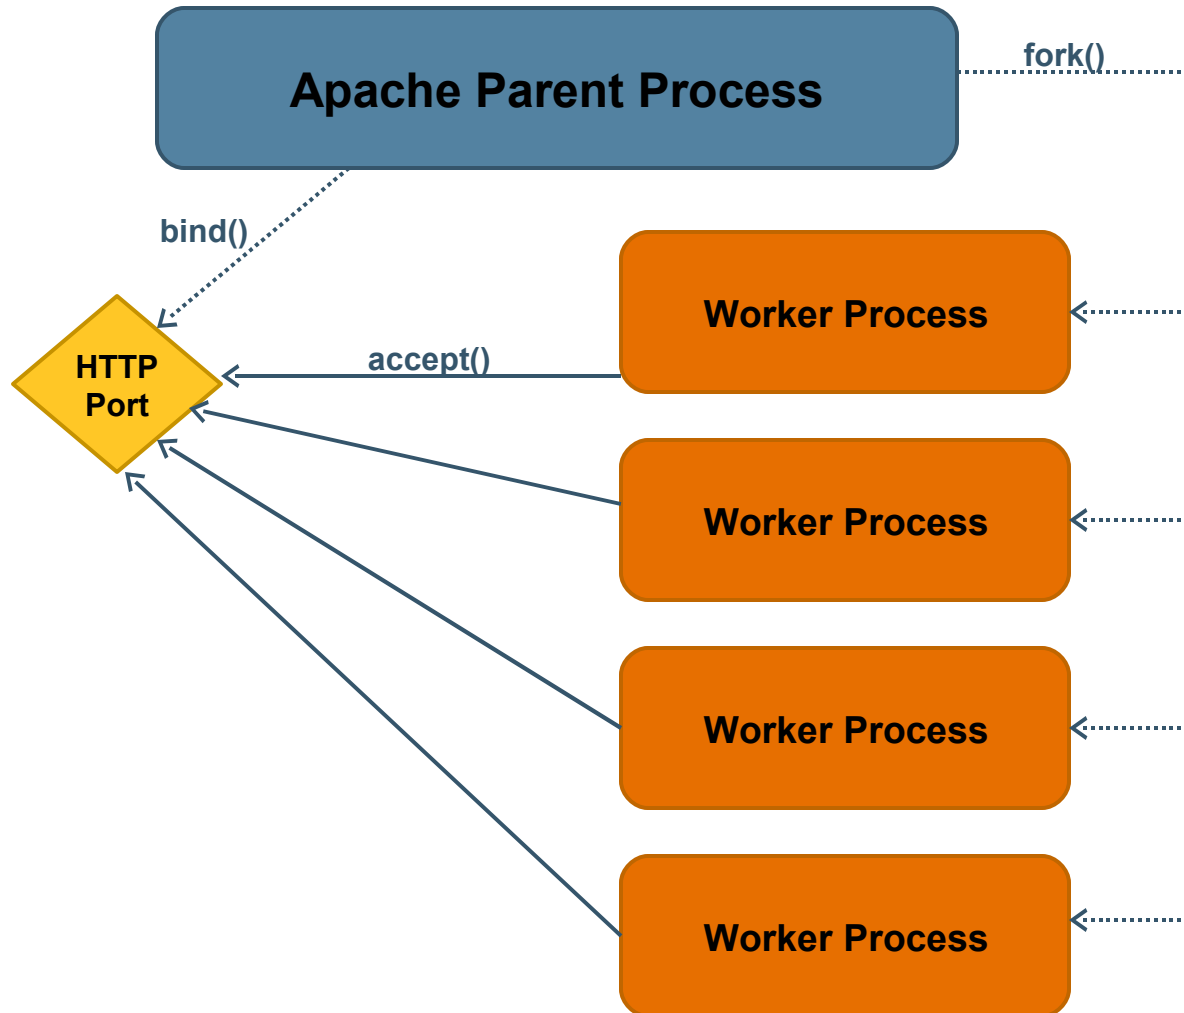 Apache Parent Process
fork()
bind()
Worker Process
HTTP
Port
accept()
Worker Process
Worker Process
Worker Process